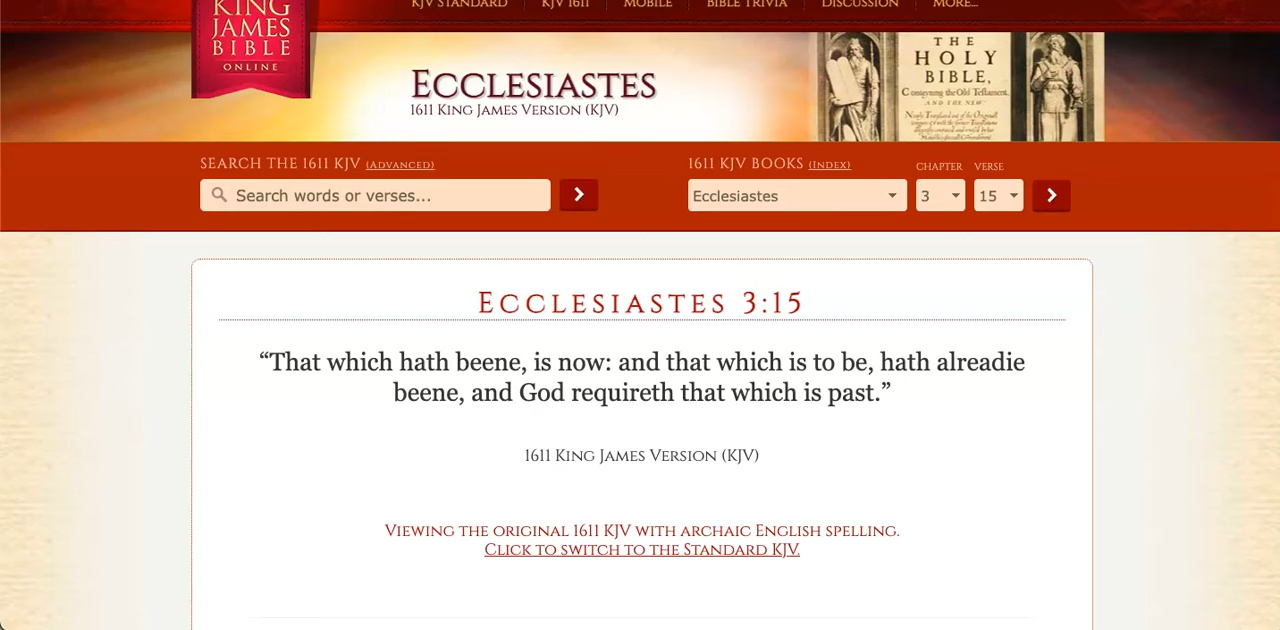 KING
JAMES
BIBLE
ONLINE
KJV STANDARD
KJV 1611
MOBILE
BIBLE TRIVIA
DISCUSSION
MORE...
ECCLESIASTES
1611 KING JAMES VERSION (KJV)
THE
HOLY
BIBLE,
AND THE NEW
SEARCH THE 1611 KJV (ADVANCED)
Search words or verses...
1611 KJV BOOKS (INDEX)
CHAPTER
VERSE
Ecclesiastes
3
15
ECCLESIASTES 3:15
“That which hath beene, is now: and that which is to be, hath alreadie
beene, and God requireth that which is past.”
1611 KING JAMES VERSION (KJV)
VIEWING THE ORIGINAL 1611 KJV WITH ARCHAIC ENGLISH SPELLING.
CLICK TO SWITCH TO THE STANDARD KJV.